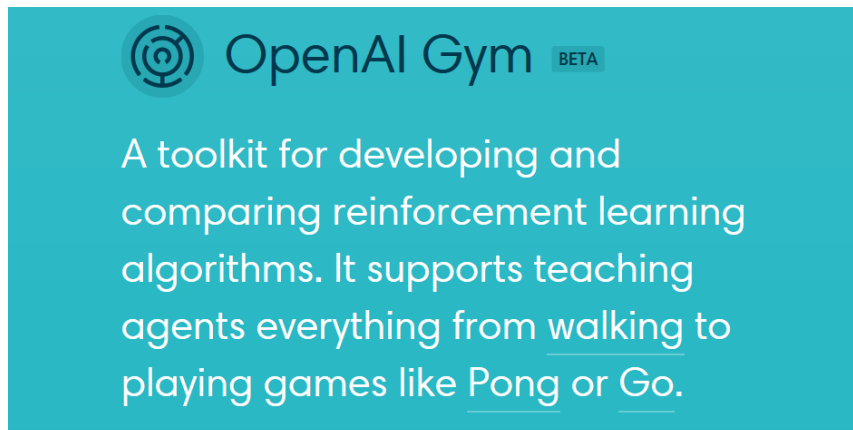 OpenAI Gym BETA
A toolkit for developing and
comparing reinforcement learning
algorithms. It supports teaching
agents everything from walking to
playing games like Pong or Go.